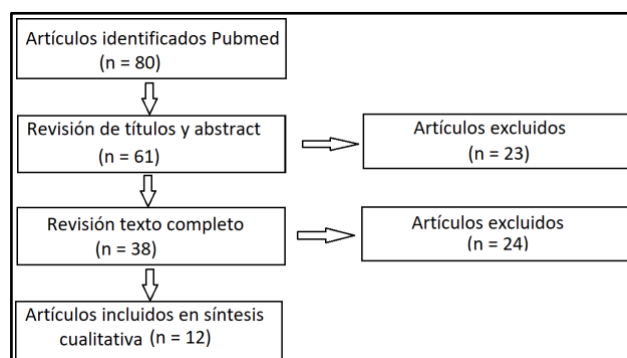 Artículos identificados Pubmed
(n = 80)
Revisión de títulos y abstract
(n = 61)
Artículos excluidos
(n = 23)
Revisión texto completo
(n = 38)
Artículos excluidos
(n = 24)
Artículos incluidos en síntesis
cualitativa (n = 12)